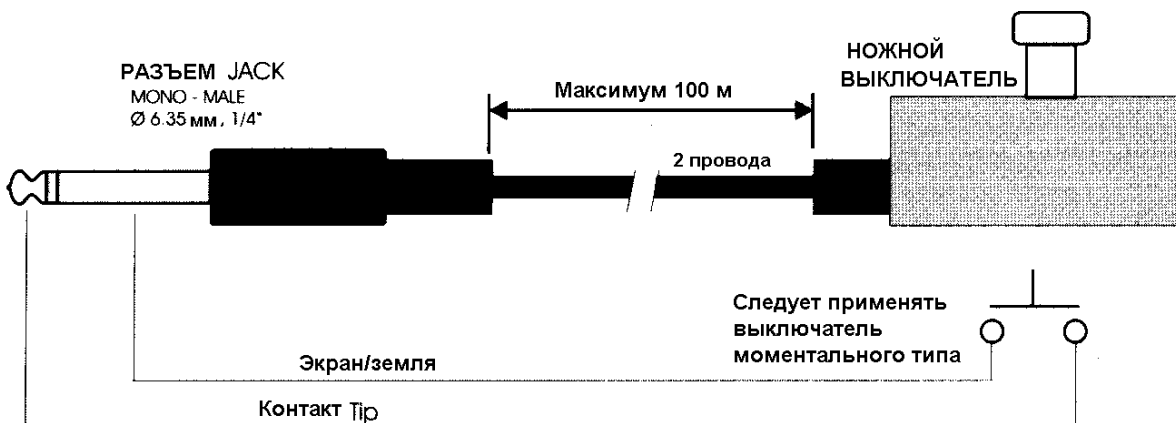 РАЗЪЕМ JACK
MONO - MALE
Ø 6.35 мм, 1/4"
Максимум 100 м
2 провода
НОЖНОЙ
ВЫКЛЮЧАТЕЛЬ
Следует применять
выключатель
моментального типа
Экран/земля
Контакт Tip